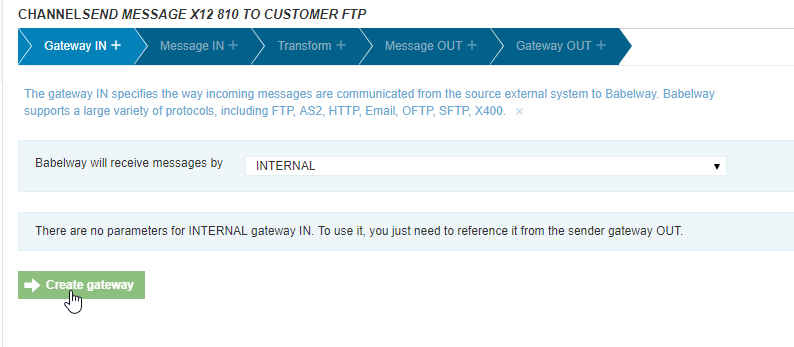 CHANNELSEND MESSAGE X12 810 TO CUSTOMER FTP
Gateway IN + Message IN + Transform + Message OUT + Gateway OUT +
The gateway IN specifies the way incoming messages are communicated from the source external system to Babelway. Babelway
supports a large variety of protocols, including FTP, AS2, HTTP, Email, OFTP, SFTP, X400. ×
Babelway will receive messages by INTERNAL
There are no parameters for INTERNAL gateway IN. To use it, you just need to reference it from the sender gateway OUT.
Create gateway